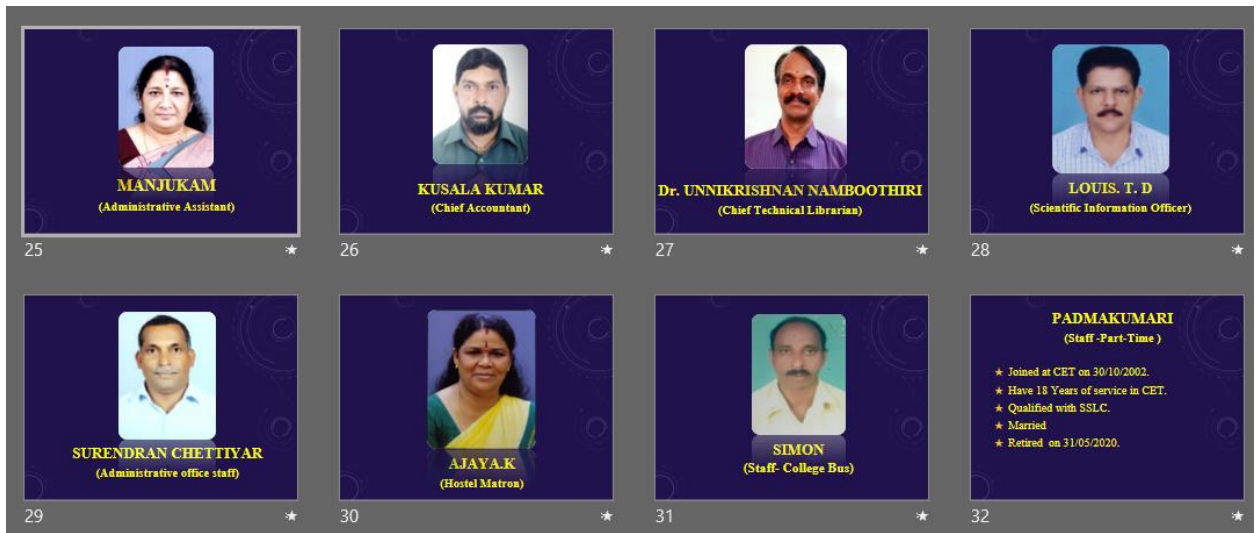 MANJUKAM
(Administrative Assistant)
25
KUSALA KUMAR
(Chief Accountant)
26
Dr. UNNIKRISHNAN NAMBOOTHIRI
(Chief Technical Librarian)
27
LOUIS. T. D
(Scientific Information Officer)
28
SURENDRAN CHETTIYAR
(Administrative office staff)
29
AJAYA.K
(Hostel Matron)
30
SIMON
(Staff- College Bus)
31
PADMAKUMARI
(Staff -Part-Time )
Joined at CET on 30/10/2002.
Have 18 Years of service in CET.
Qualified with SSLC.
Married
Retired on 31/05/2020.
32